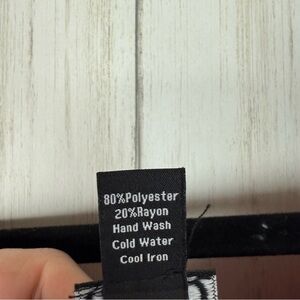 80%Polyester
20%Rayon
Hand Wash
Cold Water
Cool Iron